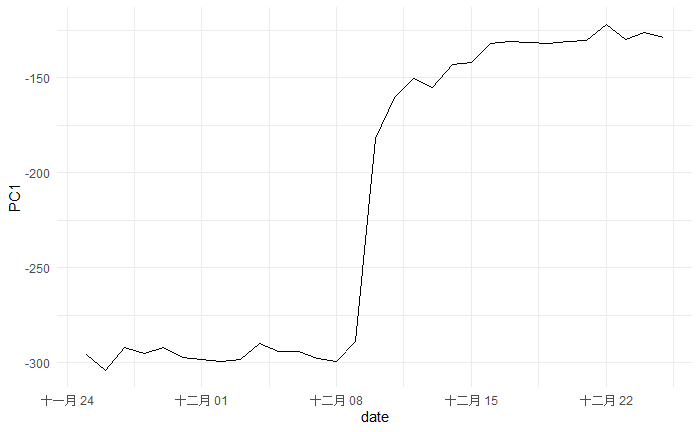 -150
-200
-250
-300
PC1
十一月 24
十二月 01
十二月 08
十二月 15
十二月 22
date